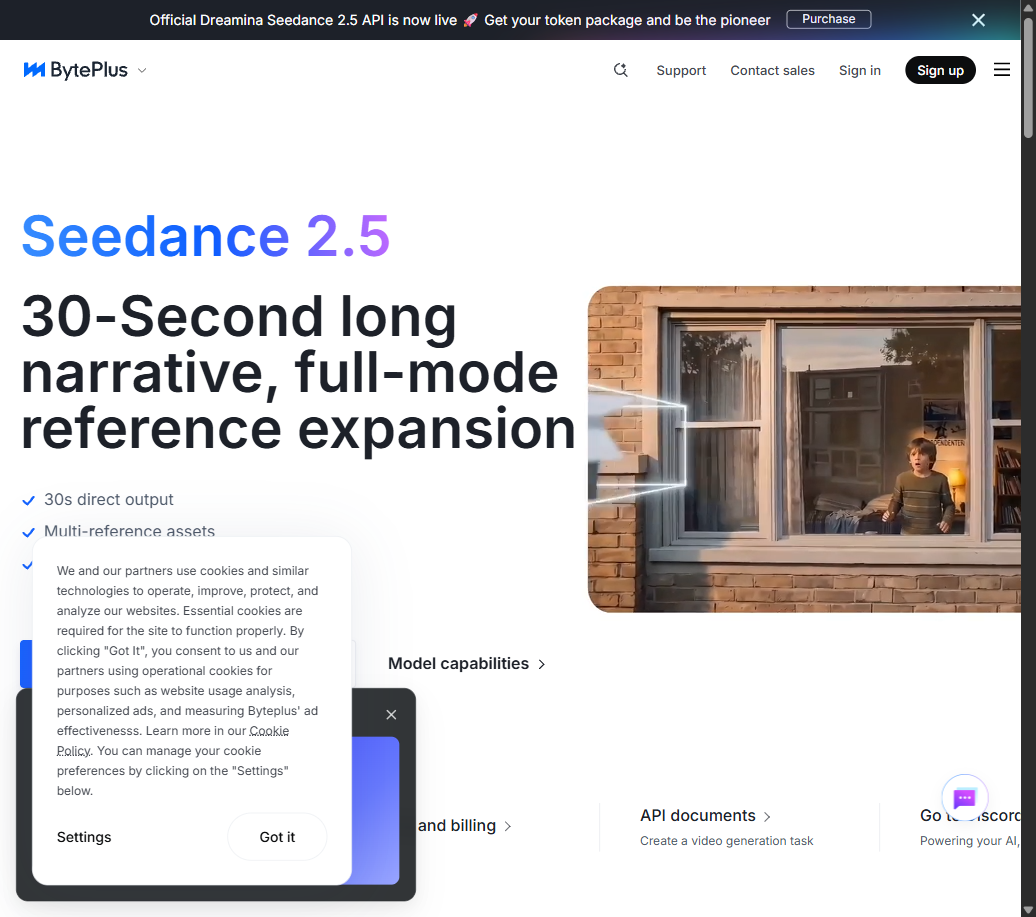 Official Dreamina Seedance 2.5 API is now live 🚀 Get your token package and be the pioneer
Purchase
BytePlus
Support
Contact sales
Sign in
Sign up
Seedance 2.5
30-Second long
narrative, full-mode
reference expansion
30s direct output
Multi-reference assets
We and our partners use cookies and similar
technologies to operate, improve, protect, and
analyze our websites. Essential cookies are
required for the site to function properly. By
clicking "Got It", you consent to us and our
partners using operational cookies for
purposes such as website usage analysis,
personalized ads, and measuring Byteplus' ad
effectivenesss. Learn more in our Cookie
Policy. You can manage your cookie
preferences by clicking on the "Settings"
below.
Settings
Got it
Model capabilities
and billing
API documents
Create a video generation task
Go to Discord
Powering your AI,